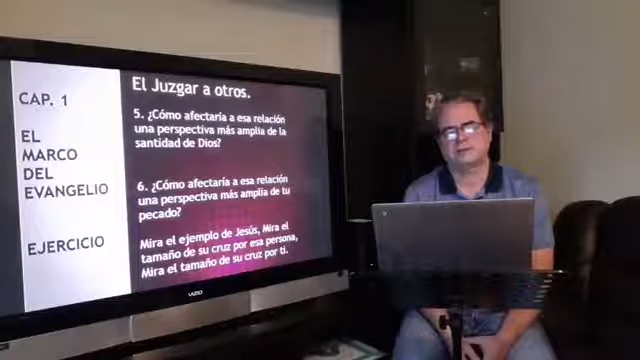 CAP. 1
EL
MARCO
DEL
EVANGELIO
EJERCICIO
El Juzgar a otros.
5. ¿Cómo afectaría a esa relación
una perspectiva más amplia de la
santidad de Dios?
6. ¿Cómo afectaría a esa relación
una perspectiva más amplia de tu
pecado?
Mira el ejemplo de Jesús, Mira el
tamaño de su cruz por esa persona,
Mira el tamaño de su cruz por ti.
VIZIO